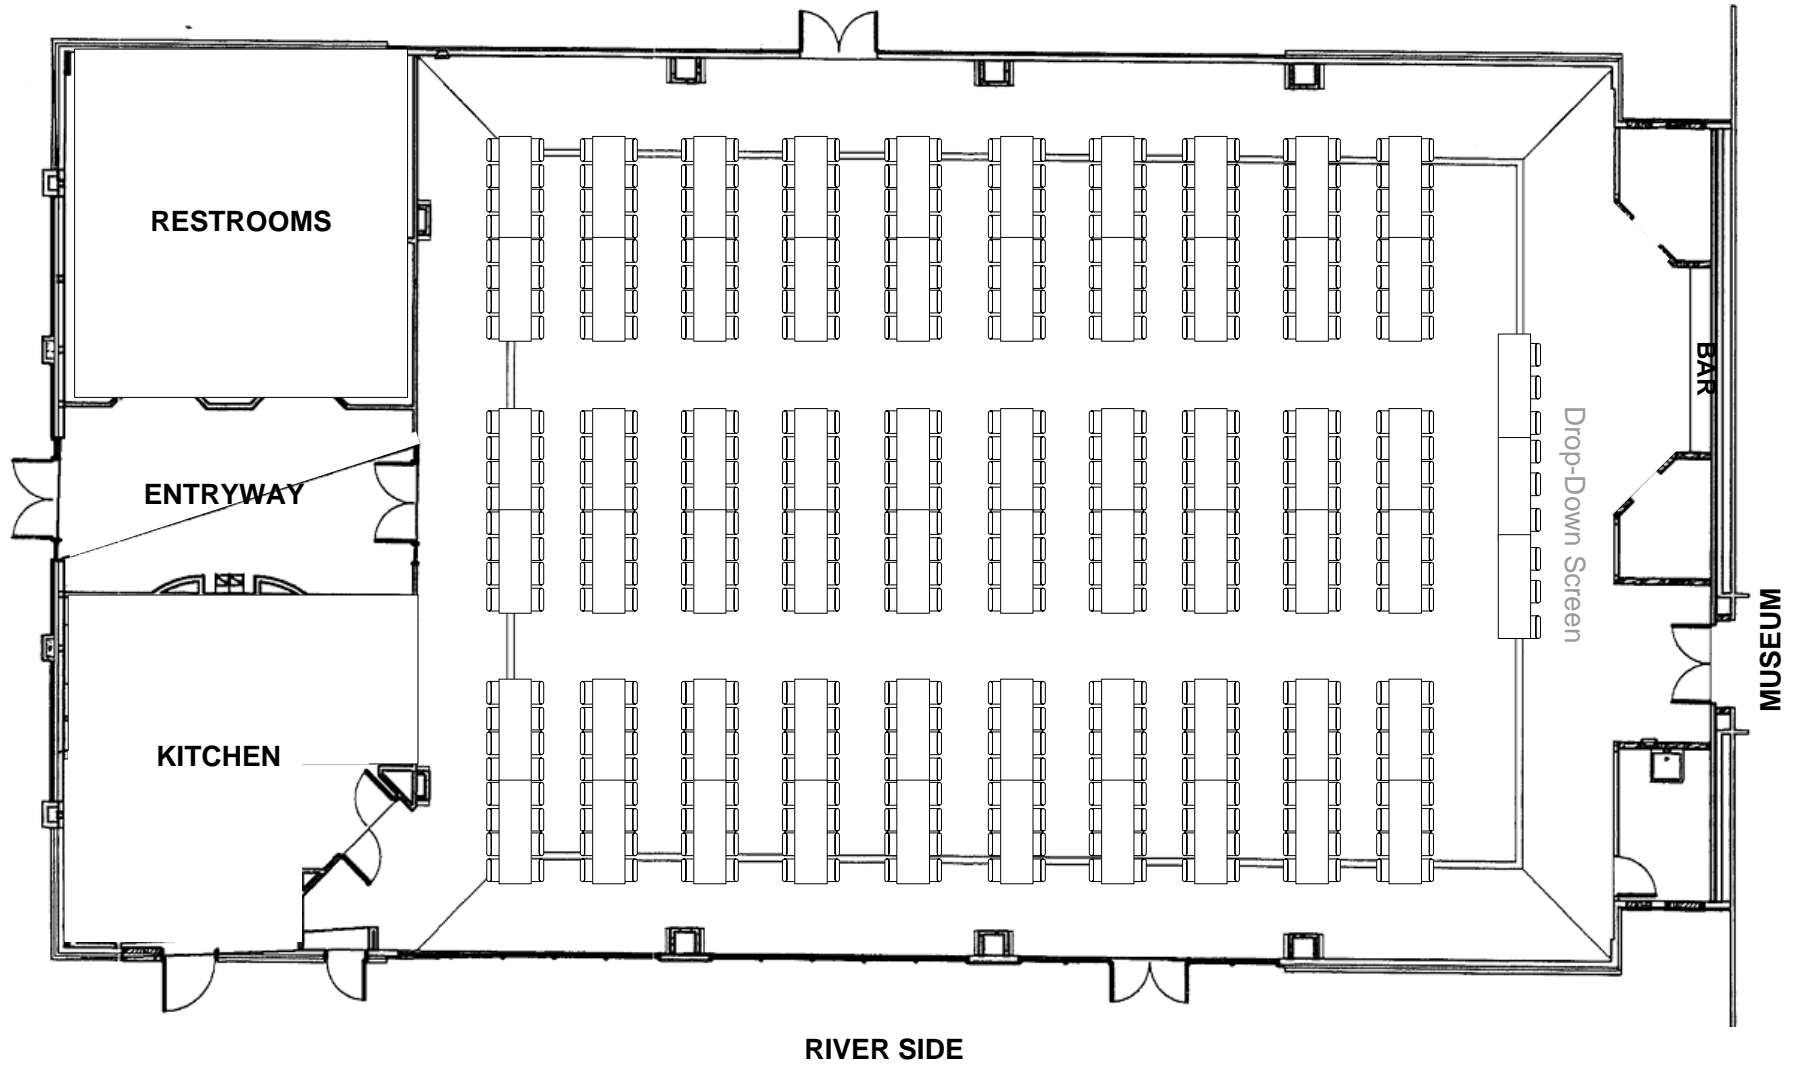 RESTROOMS
BAR
Drop-Down Screen
ENTRYWAY
MUSEUM
KITCHEN
RIVER SIDE